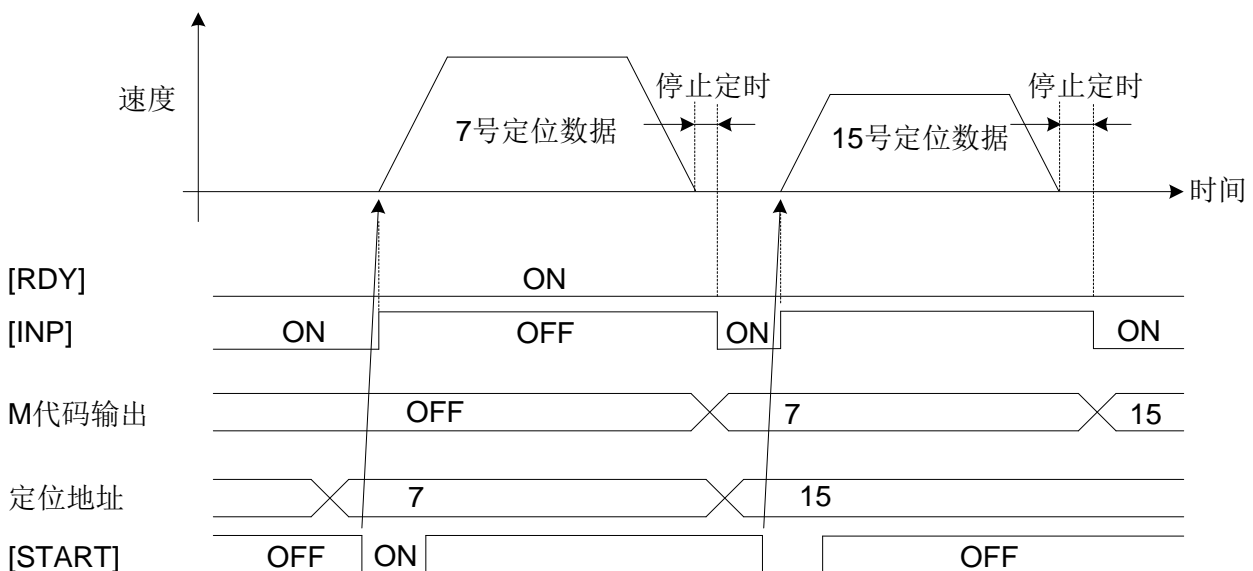 速度
停止定时
停止定时
7号定位数据
15号定位数据
时间
[RDY] ON
[INP] ON OFF ON ON
M代码输出 OFF 7 15
定位地址 7 15
[START] OFF ON OFF